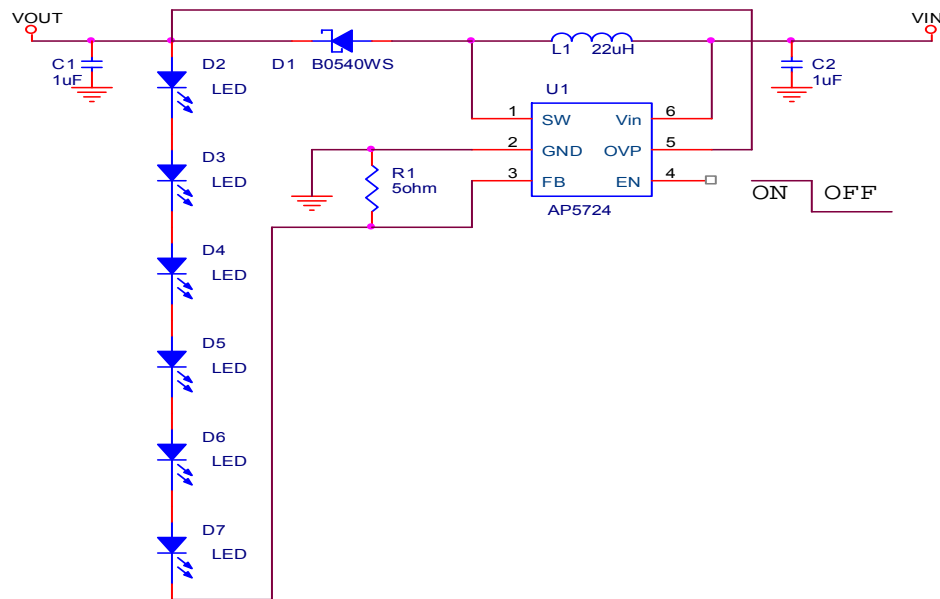 VOUT
VIN
C1
1uF
D2
LED
D1 B0540WS
L1 22uH
C2
1uF
U1
1 SW Vin 6
2 GND OVP 5
3 FB EN 4
AP5724
R1
5ohm
ON OFF
D3
LED
D4
LED
D5
LED
D6
LED
D7
LED